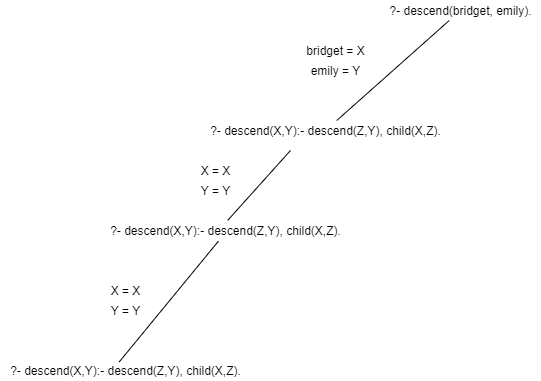 ?- descend(bridget, emily).
bridget = X
emily = Y
?- descend(X,Y):- descend(Z,Y), child(X,Z).
X = X
Y = Y
?- descend(X,Y):- descend(Z,Y), child(X,Z).
X = X
Y = Y
?- descend(X,Y):- descend(Z,Y), child(X,Z).